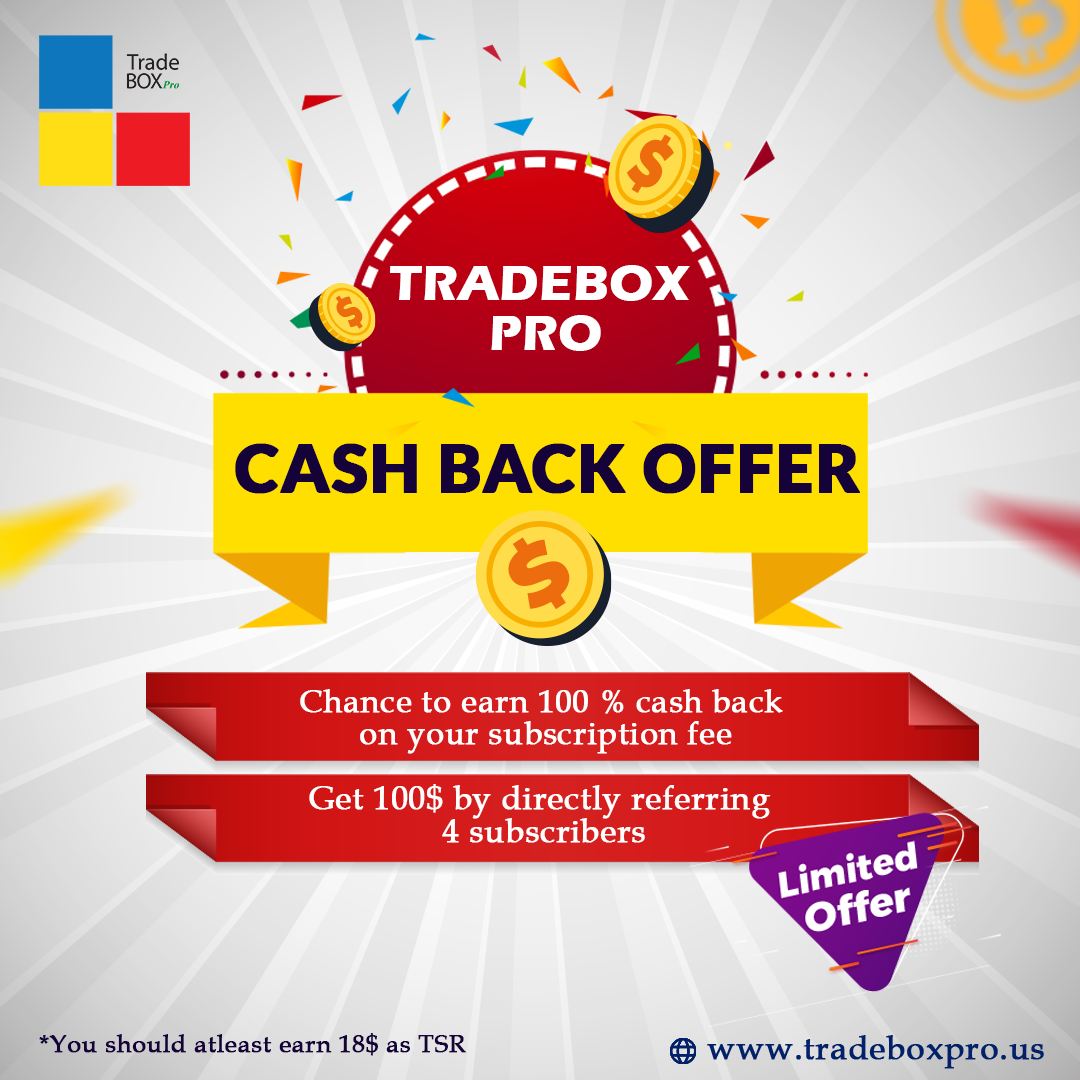 Trade
BOX Pro
TRADEBOX
PRO
CASH BACK OFFER
Chance to earn 100 % cash back
on your subscription fee
Get 100$ by directly referring
4 subscribers
Limited
Offer
*You should atleast earn 18$ as TSR
www.tradeboxpro.us